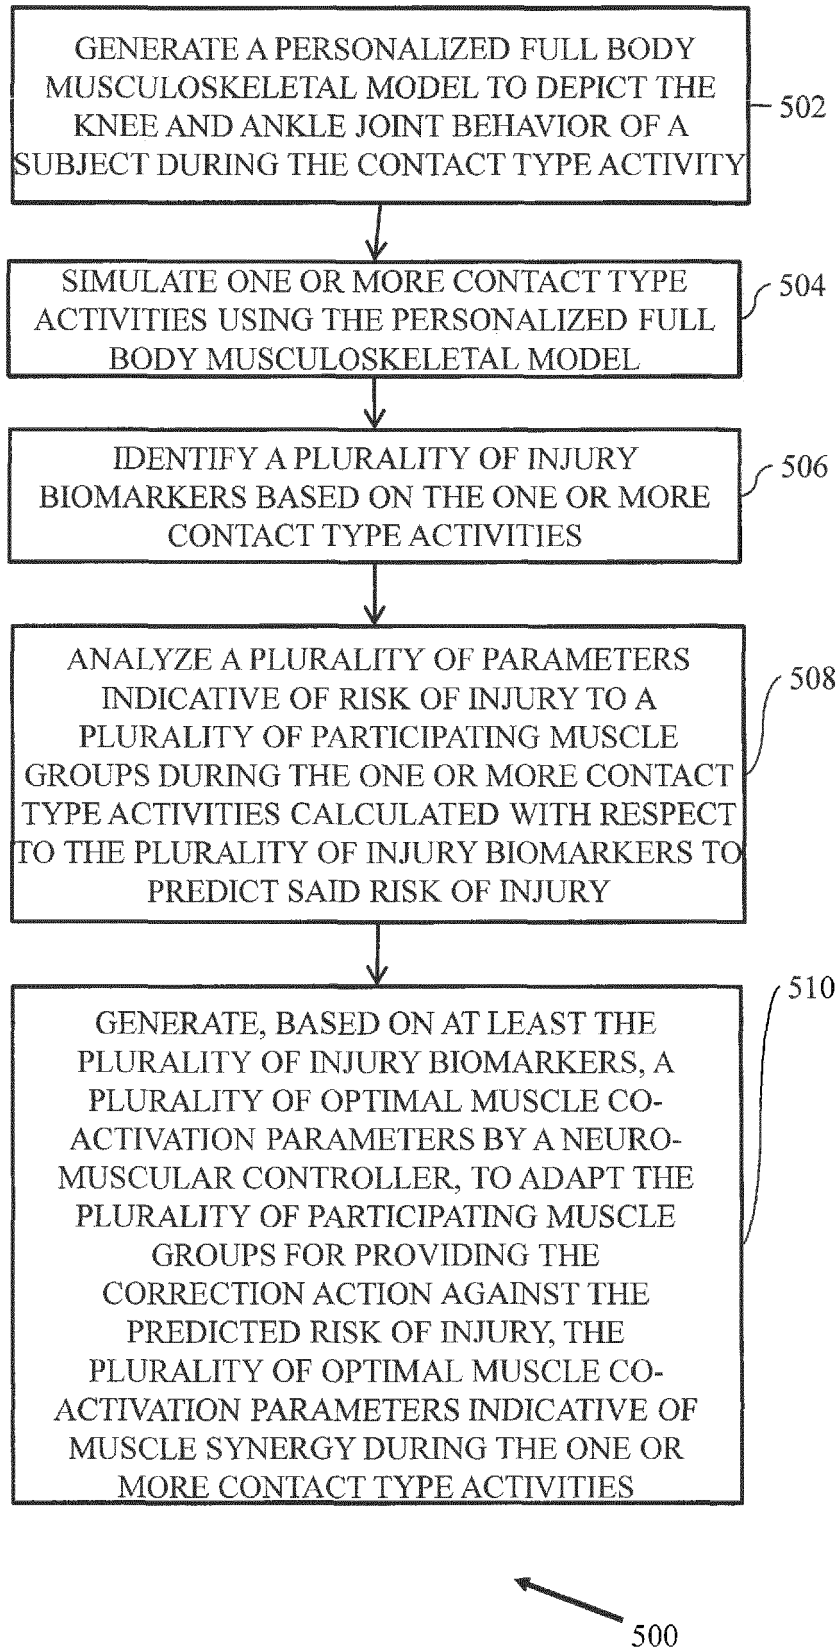 GENERATE A PERSONALIZED FULL BODY
MUSCULOSKELETAL MODEL TO DEPICT THE
KNEE AND ANKLE JOINT BEHAVIOR OF A
SUBJECT DURING THE CONTACT TYPE ACTIVITY
502
SIMULATE ONE OR MORE CONTACT TYPE
ACTIVITIES USING THE PERSONALIZED FULL
BODY MUSCULOSKELETAL MODEL
504
IDENTIFY A PLURALITY OF INJURY
BIOMARKERS BASED ON THE ONE OR MORE
CONTACT TYPE ACTIVITIES
506
ANALYZE A PLURALITY OF PARAMETERS
INDICATIVE OF RISK OF INJURY TO A
PLURALITY OF PARTICIPATING MUSCLE
GROUPS DURING THE ONE OR MORE CONTACT
TYPE ACTIVITIES CALCULATED WITH RESPECT
TO THE PLURALITY OF INJURY BIOMARKERS TO
PREDICT SAID RISK OF INJURY
508
GENERATE, BASED ON AT LEAST THE
PLURALITY OF INJURY BIOMARKERS, A
PLURALITY OF OPTIMAL MUSCLE CO-
ACTIVATION PARAMETERS BY A NEURO-
MUSCULAR CONTROLLER, TO ADAPT THE
PLURALITY OF PARTICIPATING MUSCLE
GROUPS FOR PROVIDING THE
CORRECTION ACTION AGAINST THE
PREDICTED RISK OF INJURY, THE
PLURALITY OF OPTIMAL MUSCLE CO-
ACTIVATION PARAMETERS INDICATIVE OF
MUSCLE SYNERGY DURING THE ONE OR
MORE CONTACT TYPE ACTIVITIES
510
500